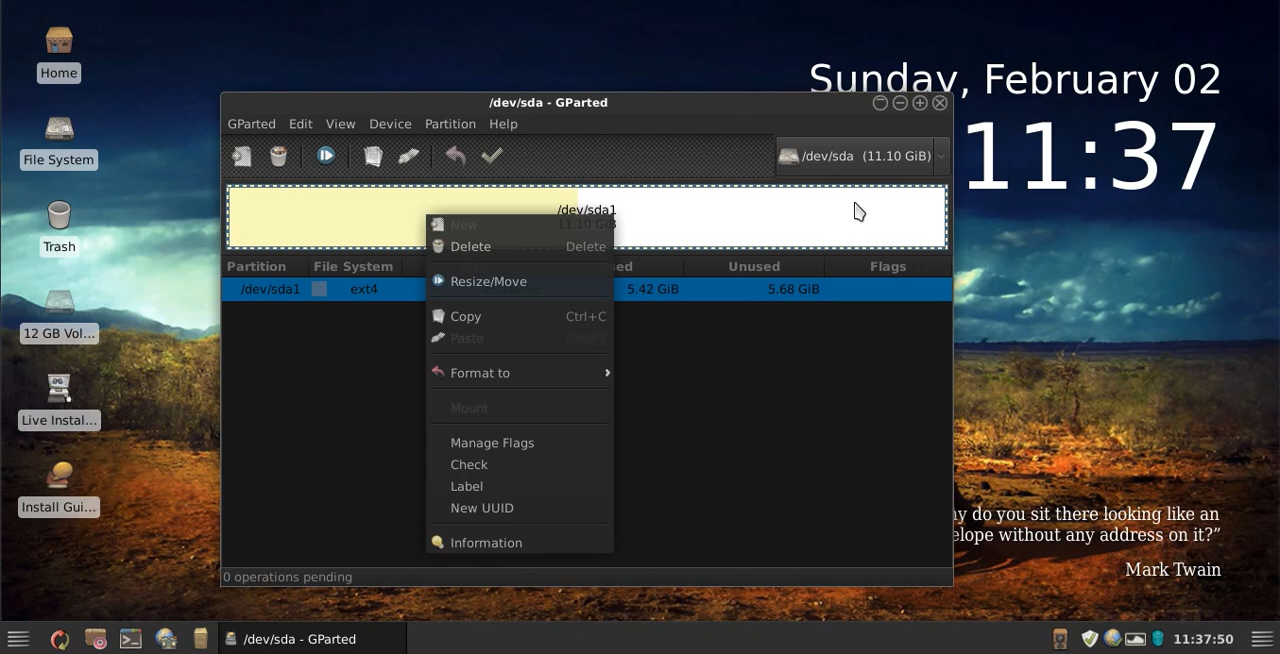 Home
File System
Trash
12 GB Vol...
Live Instal...
Install Gui...
Sunday, February 02
11:37
/dev/sda - GParted
GParted Edit View Device Partition Help
/dev/sda (11.10 GiB)
/dev/sda1
11.10 GiB
Partition File System Unused Flags
/dev/sda1 ext4 5.42 GiB 5.68 GiB
New
Delete Delete
Resize/Move
Copy Ctrl+C
Paste
Format to
Mount
Manage Flags
Check
Label
New UUID
Information
0 operations pending
do you sit there looking like an
without any address on it?”
Mark Twain
/dev/sda - GParted
11:37:50